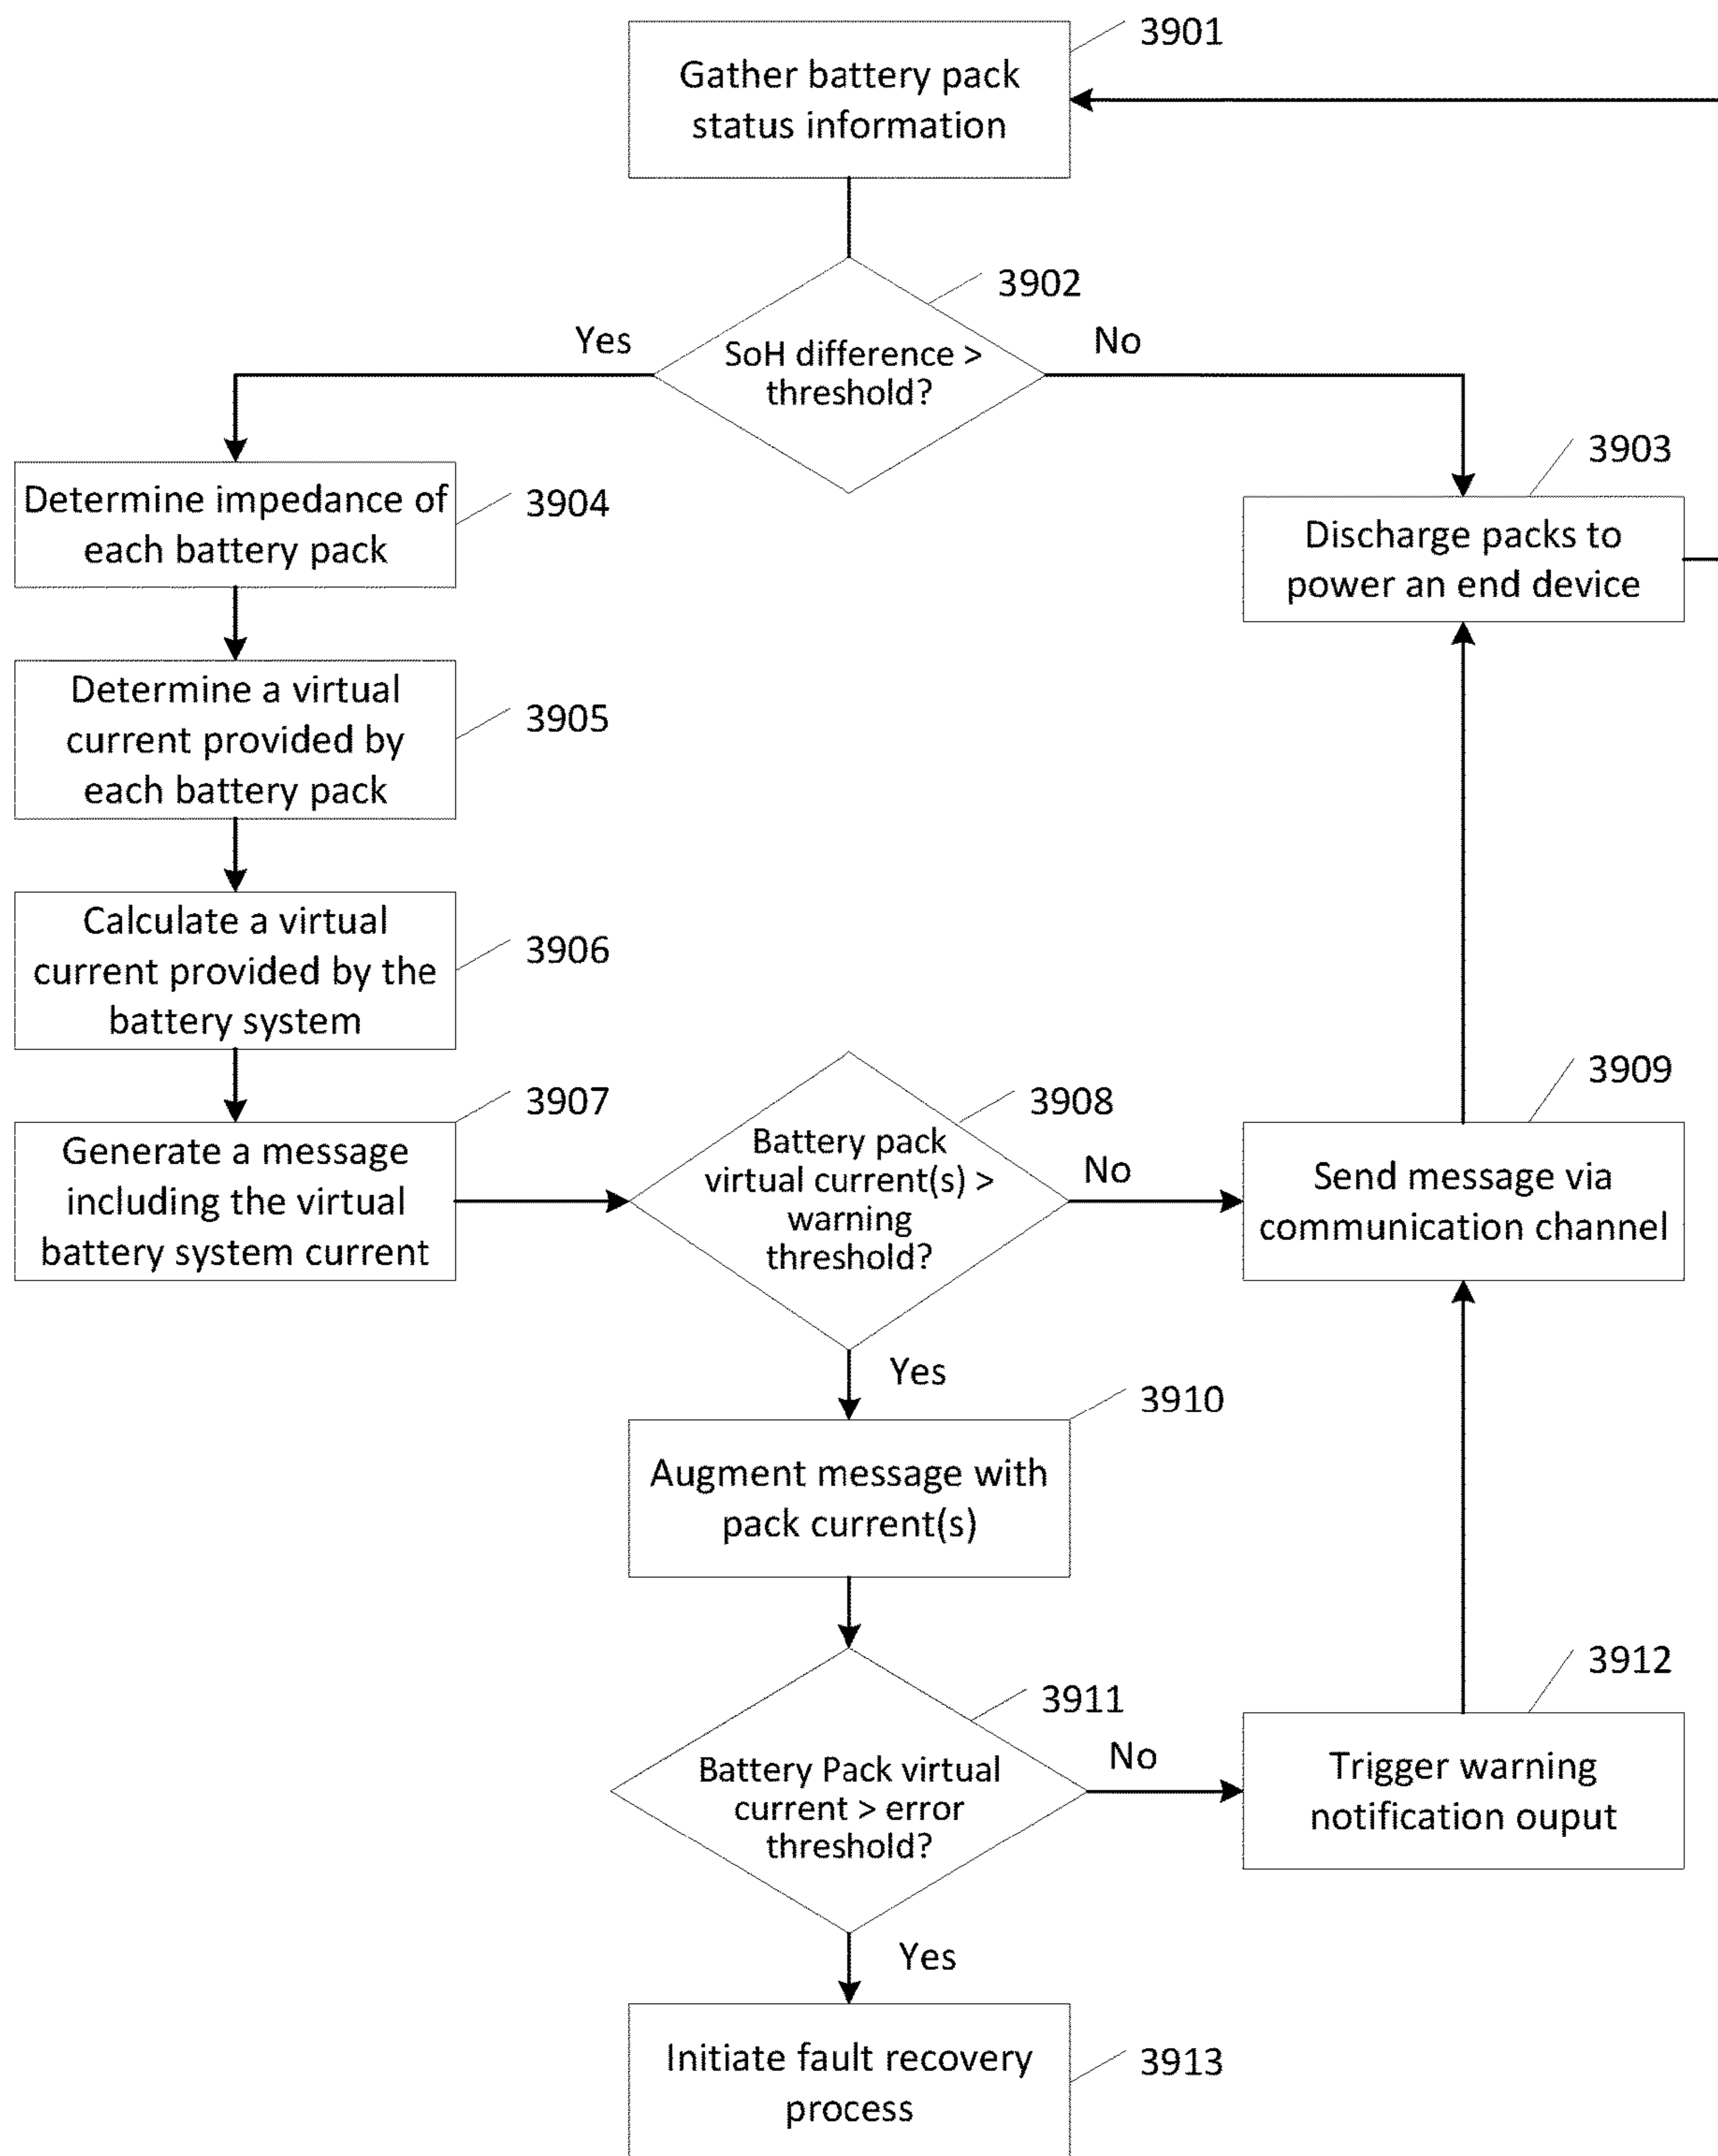 3901
Gather battery pack
status information
3902
Yes
No
SoH difference >
threshold?
3903
Determine impedance of
each battery pack
3904
Discharge packs to
power an end device
Determine a virtual
current provided by
each battery pack
3905
Calculate a virtual
current provided by the
battery system
3906
3907
Generate a message
including the virtual
battery system current
3908
Battery pack
virtual current(s) >
warning
threshold?
No
3909
Send message via
communication channel
Yes
3910
Augment message with
pack current(s)
3911
Battery Pack virtual
current > error
threshold?
No
3912
Trigger warning
notification ouput
Yes
Initiate fault recovery
process
3913